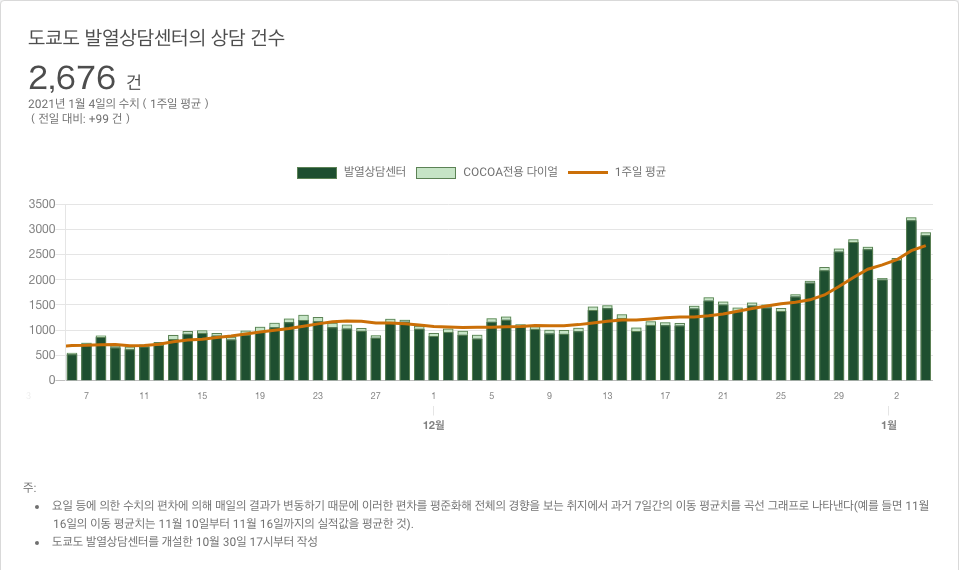 도쿄도 발열상담센터의 상담 건수
2,676 건
2021년 1월 4일의 수치 ( 1주일 평균 )
( 전일 대비: +99 건 )
발열상담센터 COCOA전용 다이얼 1주일 평균
3500
3000
2500
2000
1500
1000
500
0
7 11 15 19 23 27 1 5 9 13 17 21 25 29 2
12월 1월
주:
요일 등에 의한 수치의 편차에 의해 매일의 결과가 변동하기 때문에 이러한 편차를 평준화해 전체의 경향을 보는 취지에서 과거 7일간의 이동 평균치를 곡선 그래프로 나타낸다(예를 들면 11월
16일의 이동 평균치는 11월 10일부터 11월 16일까지의 실적값을 평균한 것).
도쿄도 발열상담센터를 개설한 10월 30일 17시부터 작성